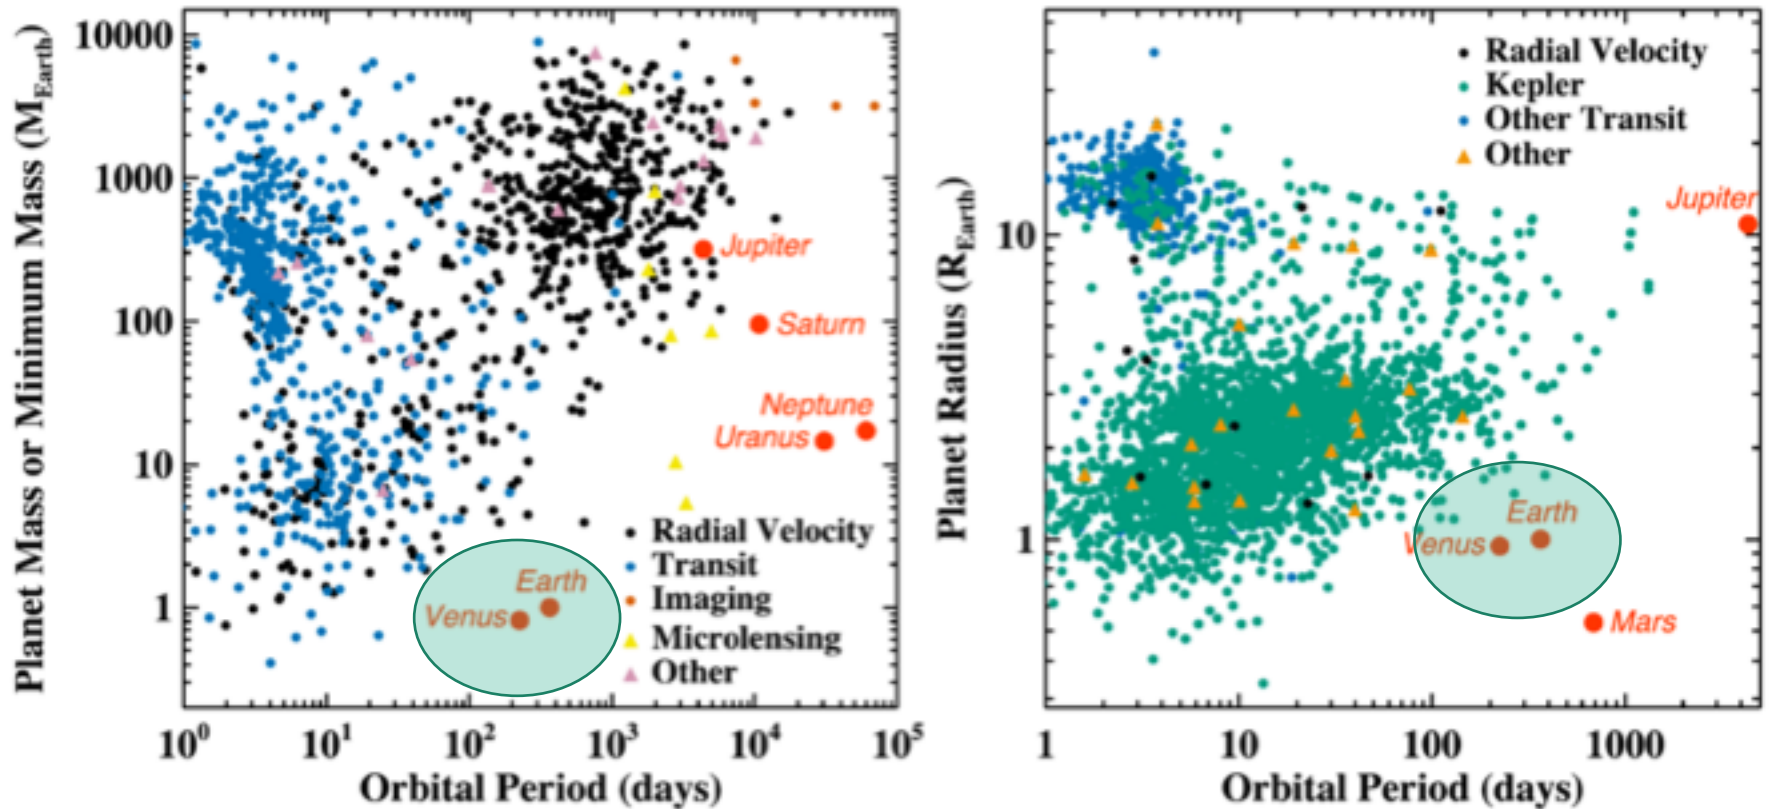 Planet Mass or Minimum Mass (M_Earth)
10000
1000
100
10
1
Jupiter
Saturn
Neptune
Uranus
Earth
Venus
Radial Velocity
Transit
Imaging
Microlensing
Other
10⁰ 10¹ 10² 10³ 10⁴ 10⁵
Orbital Period (days)
Planet Radius (R_Earth)
10
1
Radial Velocity
Kepler
Other Transit
Other
Jupiter
Earth
Venus
Mars
1 10 100 1000
Orbital Period (days)